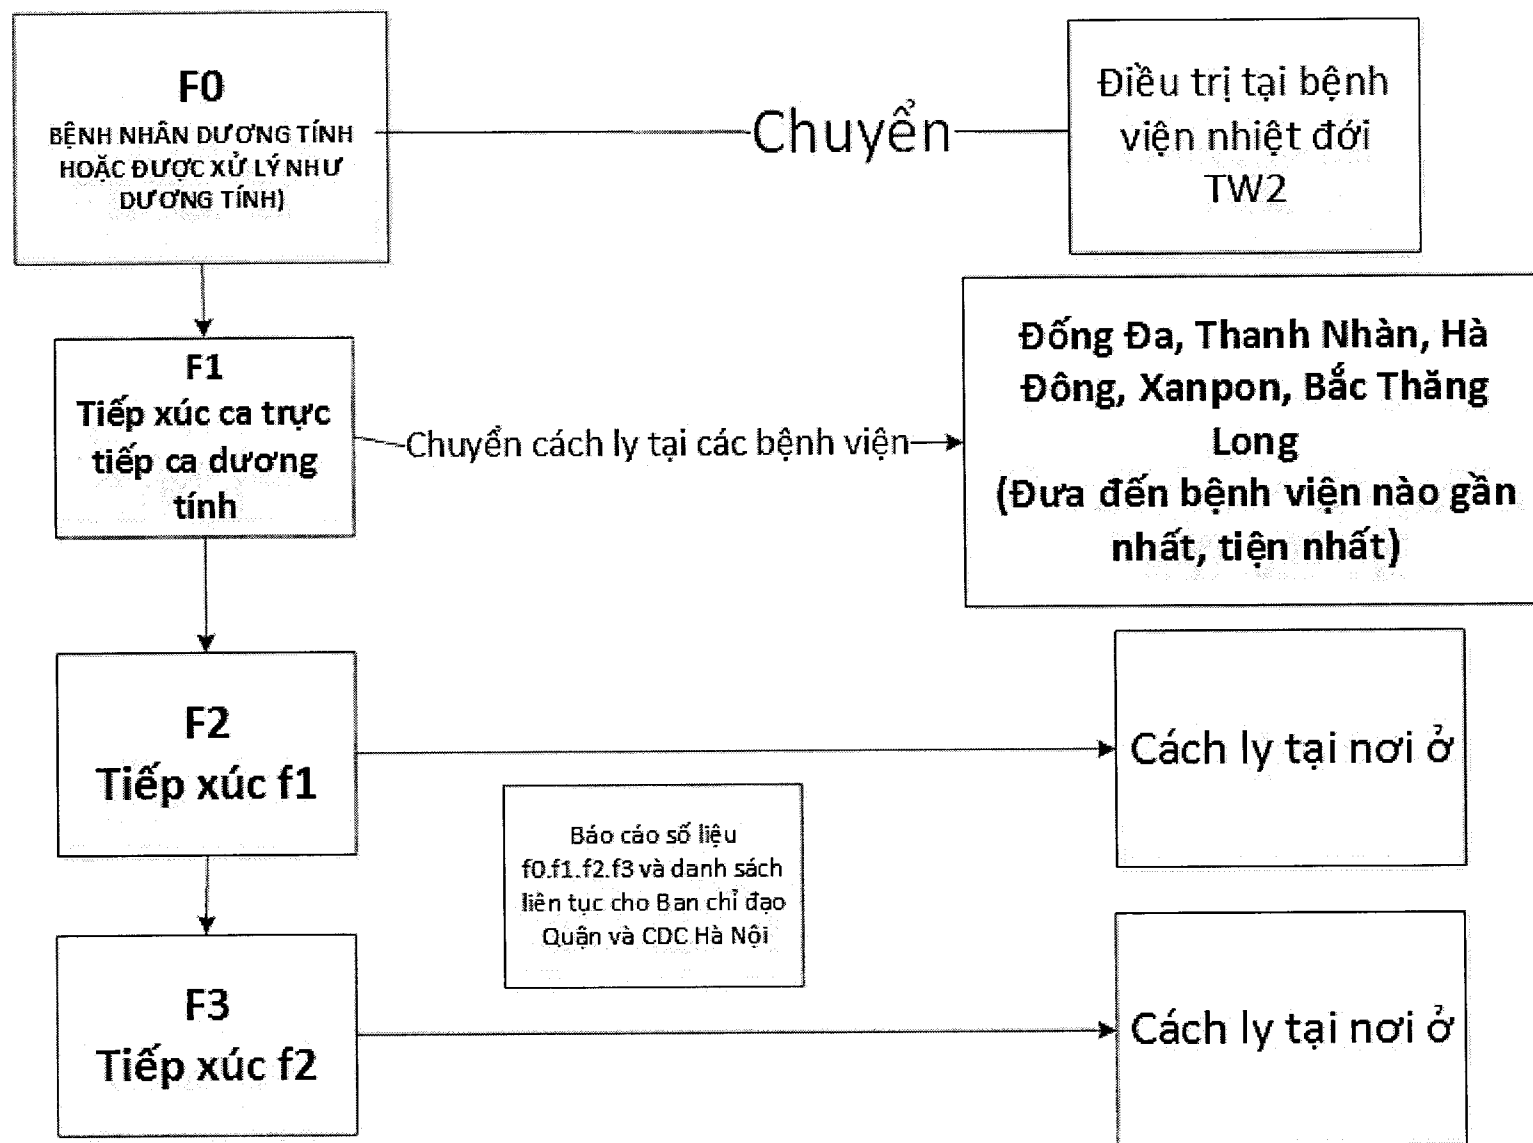 F0
BỆNH NHÂN DƯƠNG TÍNH
HOẶC ĐƯỢC XỬ LÝ NHƯ
DƯƠNG TÍNH)
Chuyển
Điều trị tại bệnh
viện nhiệt đới
TW2
F1
Tiếp xúc ca trực
tiếp ca dương
tính
Chuyển cách ly tại các bệnh viện
Đống Đa, Thanh Nhàn, Hà
Đông, Xanpon, Bắc Thăng
Long
(Đưa đến bệnh viện nào gần
nhất, tiện nhất)
F2
Tiếp xúc f1
Cách ly tại nơi ở
Báo cáo số liệu
f0.f1.f2.f3 và danh sách
liên tục cho Ban chỉ đạo
Quận và CDC Hà Nội
F3
Tiếp xúc f2
Cách ly tại nơi ở